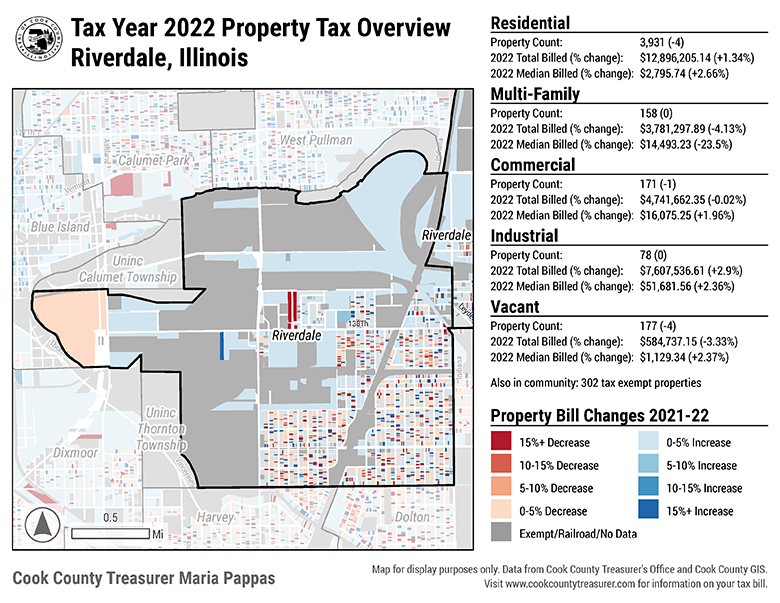 Tax Year 2022 Property Tax Overview
Riverdale, Illinois
Residential
Property Count: 3,931 (-4)
2022 Total Billed (% change): $12,896,205.14 (+1.34%)
2022 Median Billed (% change): $2,795.74 (+2.66%)
Multi-Family
Property Count: 158 (0)
2022 Total Billed (% change): $3,781,297.89 (-4.13%)
2022 Median Billed (% change): $14,493.23 (-23.5%)
Commercial
Property Count: 171 (-1)
2022 Total Billed (% change): $4,741,662.35 (-0.02%)
2022 Median Billed (% change): $16,075.25 (+1.96%)
Industrial
Property Count: 78 (0)
2022 Total Billed (% change): $7,607,536.61 (+2.9%)
2022 Median Billed (% change): $51,681.56 (+2.36%)
Vacant
Property Count: 177 (-4)
2022 Total Billed (% change): $584,737.15 (-3.33%)
2022 Median Billed (% change): $1,129.34 (+2.37%)
Also in community: 302 tax exempt properties
Property Bill Changes 2021-22
15%+ Decrease
10-15% Decrease
5-10% Decrease
0-5% Decrease
Exempt/Railroad/No Data
0-5% Increase
5-10% Increase
10-15% Increase
15%+ Increase
127th
Ashland
West Pullman
Calumet Park
Vermont
Blue Island
Riverdale
Uninc
Calumet Township
138Th
Riverdale
Indiana
Uninc
Thornton
Township
Dixmoor
Harvey
Dolton
0.5
Mi
Cook County Treasurer Maria Pappas
Map for display purposes only. Data from Cook County Treasurer's Office and Cook County GIS.
Visit www.cookcountytreasurer.com for information on your tax bill.